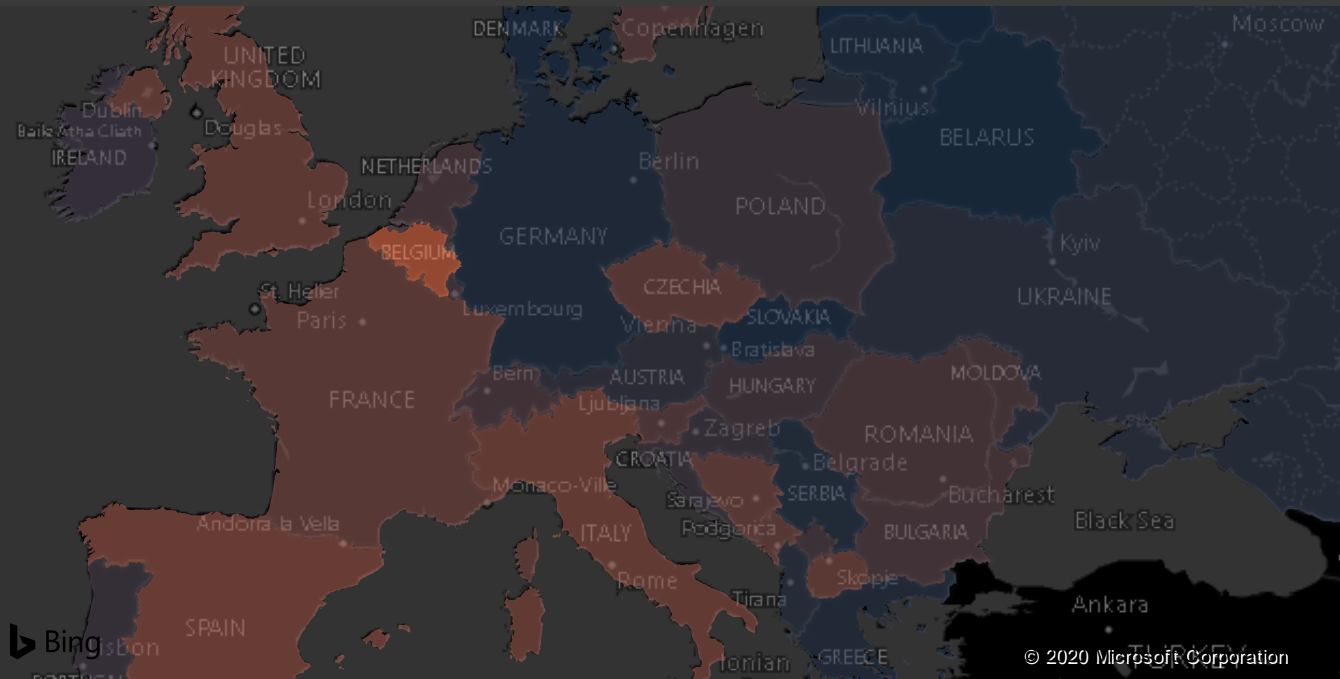 Moscow
DENMARK
Copenhagen
LITHUANIA
UNITED
KINGDOM
Vilnius
Dublin
Baile Átha Cliath
Douglas
BELARUS
IRELAND
NETHERLANDS
Berlin
London
POLAND
GERMANY
Kyiv
BELGIUM
CZECHIA
UKRAINE
St. Helier
Luxembourg
Paris
Vienna
SLOVAKIA
Bratislava
Bern
AUSTRIA
HUNGARY
MOLDOVA
FRANCE
Ljubljana
Zagreb
ROMANIA
CROATIA
Belgrade
Monaco-Ville
SERBIA
Sarajevo
Bucharest
Andorra la Vella
Podgorica
ITALY
BULGARIA
Black Sea
Skopje
Rome
Tirana
Ankara
SPAIN
Bing
Lisbon
Ionian
GREECE
TURKEY
© 2020 Microsoft Corporation
PORTUGAL